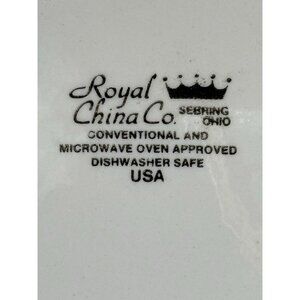 Royal
China Co. SEBRING
OHIO
CONVENTIONAL AND
MICROWAVE OVEN APPROVED
DISHWASHER SAFE
USA